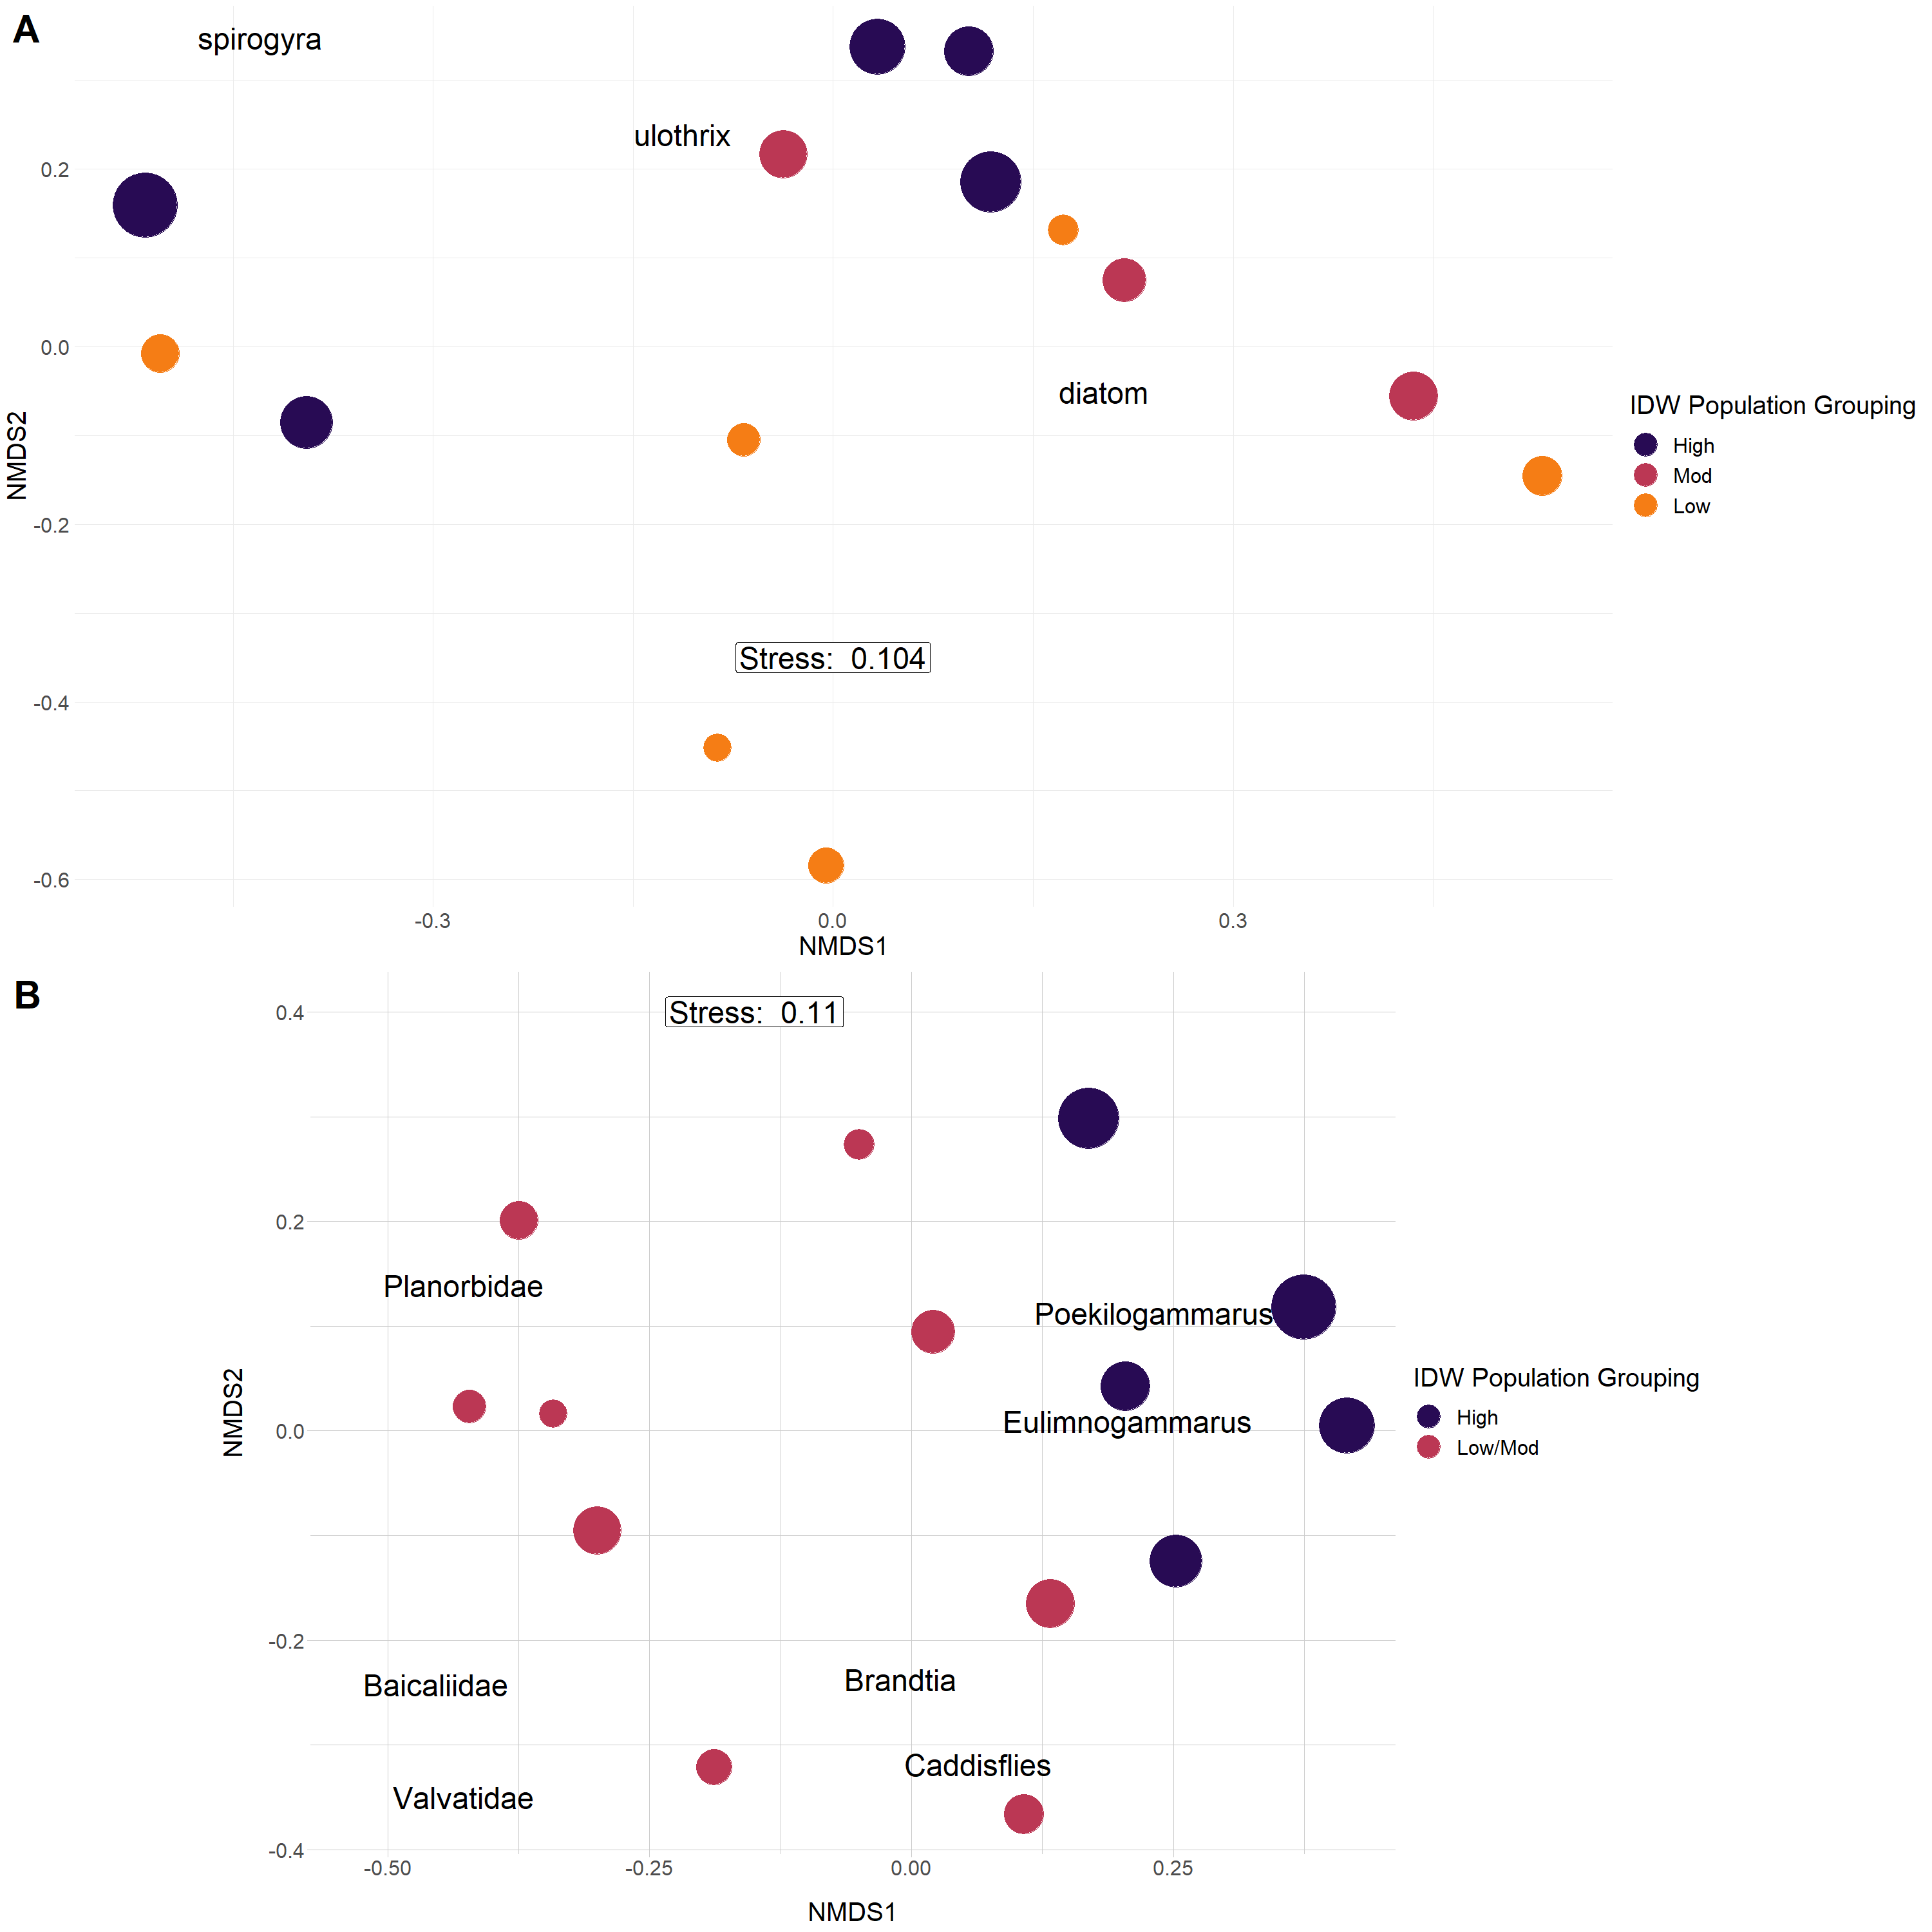 A
spirogyra
ulothrix
0.2
0.0
diatom
NMDS2
IDW Population Grouping
High
Mod
Low
-0.2
Stress: 0.104
-0.4
-0.6
-0.3
0.0
0.3
NMDS1
B
Stress: 0.11
0.4
0.2
Planorbidae
Poekilogammarus
NMDS2
IDW Population Grouping
High
Low/Mod
0.0
Eulimnogammarus
-0.2
Baicaliidae
Brandtia
Caddisflies
Valvatidae
-0.4
-0.50
-0.25
0.00
0.25
NMDS1